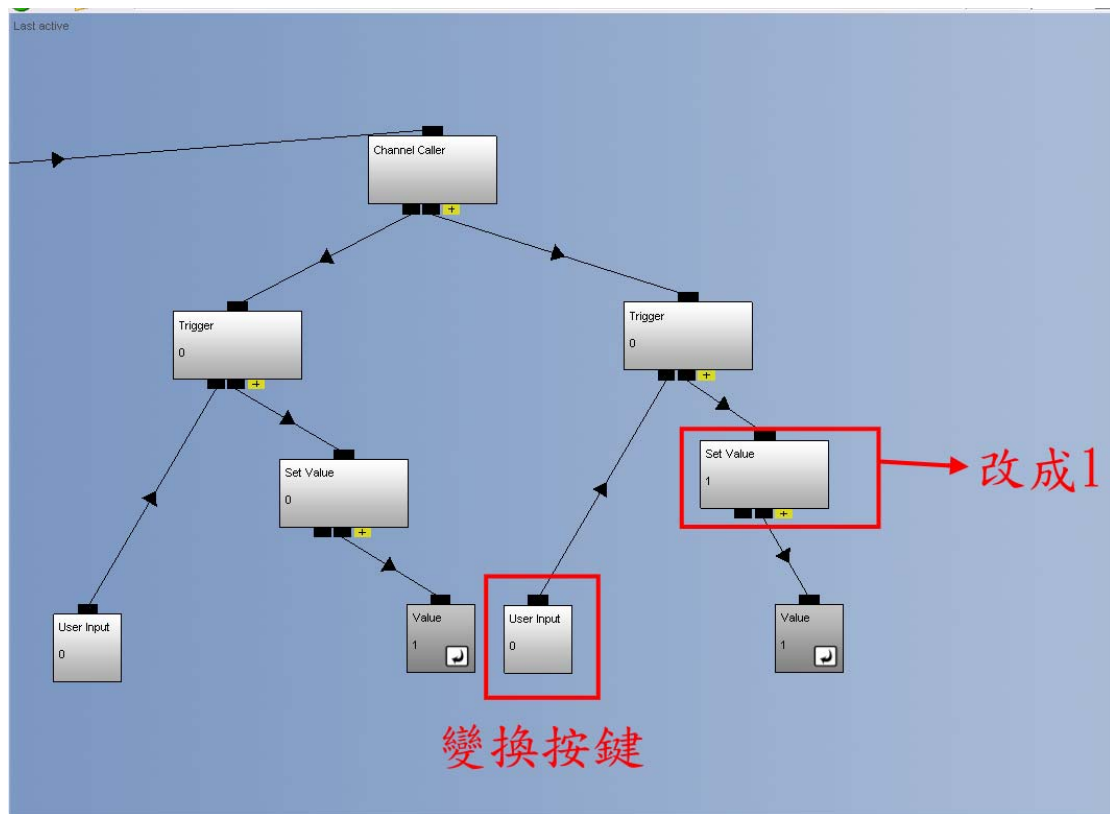 Last active
Channel Caller
+
Trigger
0
+
Trigger
0
+
Set Value
0
+
Set Value
1
+
改成1
User Input
0
Value
1
User Input
0
Value
1
變換按鍵